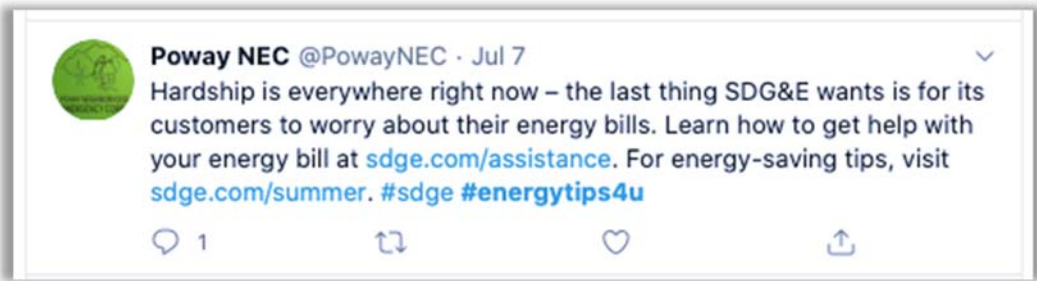 Poway NEC @PowayNEC · Jul 7
Hardship is everywhere right now – the last thing SDG&E wants is for its
customers to worry about their energy bills. Learn how to get help with
your energy bill at sdge.com/assistance. For energy-saving tips, visit
sdge.com/summer. #sdge #energytips4u
1